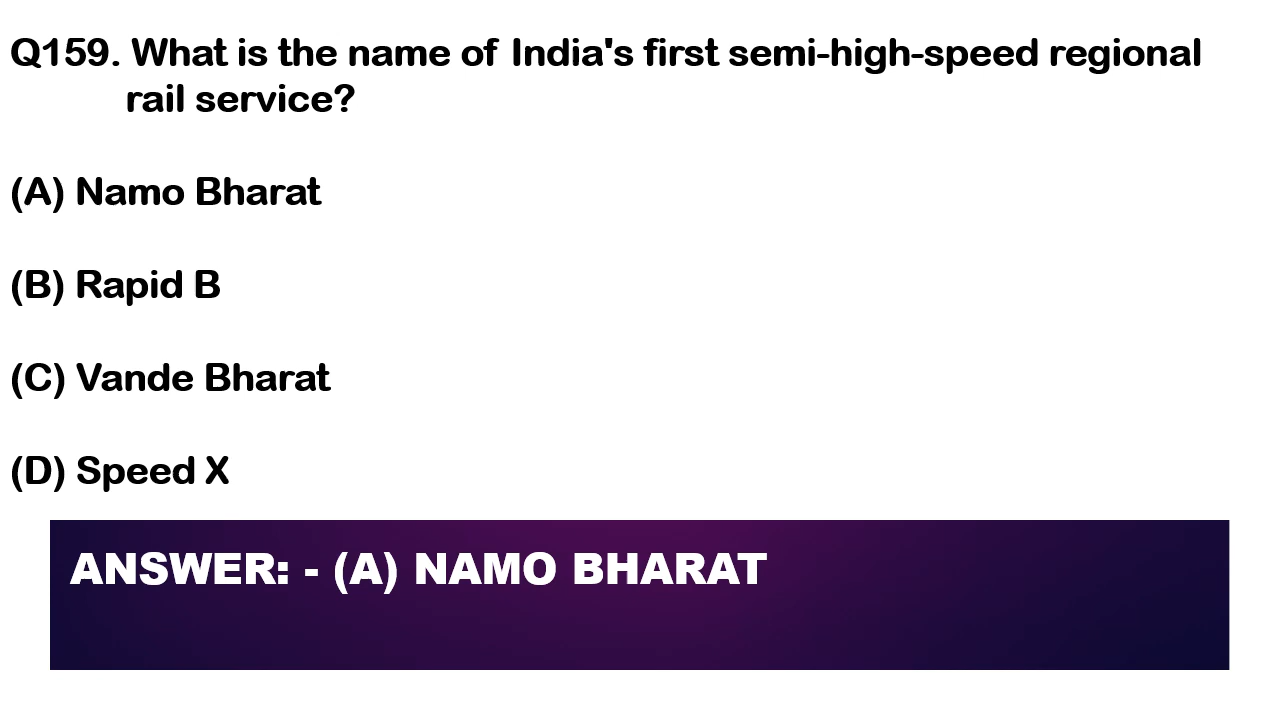 Q159. What is the name of India's first semi-high-speed regional
rail service?
(A) Namo Bharat
(B) Rapid B
(C) Vande Bharat
(D) Speed X
ANSWER: - (A) NAMO BHARAT